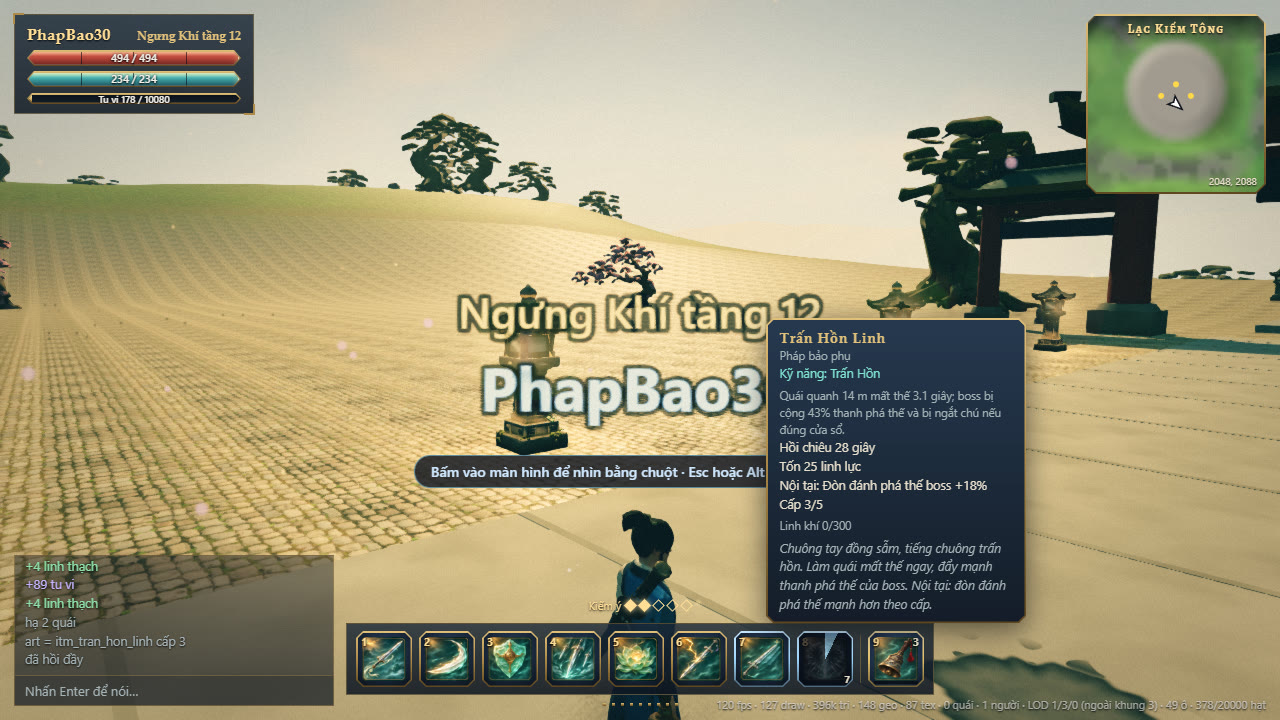 PhapBao30 Ngưng Khí tầng 12
494 / 494
234 / 234
Tu vi 178 / 10080
LẠC KIẾM TÔNG
2048, 2088
Ngưng Khí tầng 12
PhapBao3
Bấm vào màn hình để nhìn bằng chuột · Esc hoặc Alt
Trấn Hồn Linh
Pháp bảo phụ
Kỹ năng: Trấn Hồn
Quái quanh 14 m mất thế 3.1 giây; boss bị
cộng 43% thanh phá thế và bị ngắt chú nếu
đúng cửa sổ.
Hồi chiêu 28 giây
Tốn 25 linh lực
Nội tại: Đòn đánh phá thế boss +18%
Cấp 3/5
Linh khí 0/300
Chuông tay đồng sẫm, tiếng chuông trấn
hồn. Làm quái mất thế ngay, đẩy mạnh
thanh phá thế của boss. Nội tại: đòn đánh
phá thế mạnh hơn theo cấp.
+4 linh thạch
+89 tu vi
+4 linh thạch
hạ 2 quái
art = itm_tran_hon_linh cấp 3
đã hồi đầy
Nhấn Enter để nói...
Kiếm ý
1 2 3 4 5 6 7 8 7 9 3
120 fps · 127 draw · 396k tri · 148 geo · 87 tex · 0 quái · 1 người · LOD 1/3/0 (ngoài khung 3) · 49 ô · 378/20000 hạt